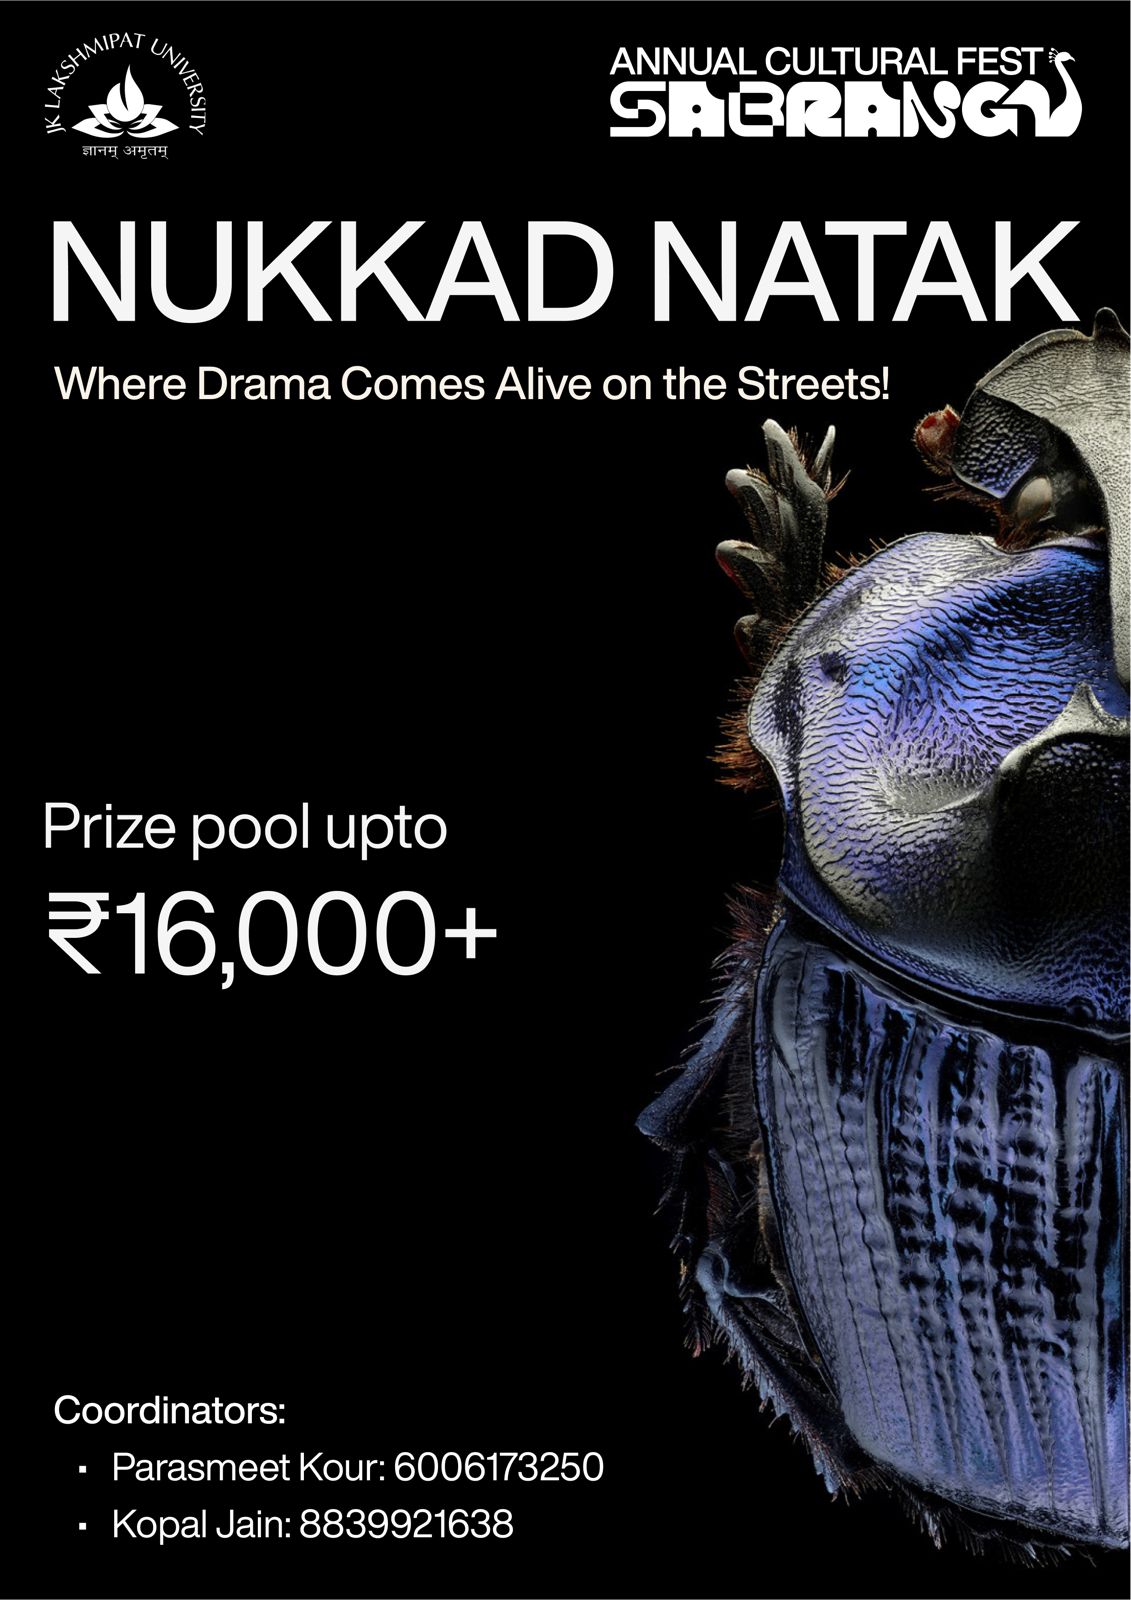 JK LAKSHMIPAT UNIVERSITY
ज्ञानम् अमृतम्
ANNUAL CULTURAL FEST
SABRANG
NUKKAD NATAK
Where Drama Comes Alive on the Streets!
Prize pool upto
₹16,000+
Coordinators:
▪ Parasmeet Kour: 6006173250
▪ Kopal Jain: 8839921638